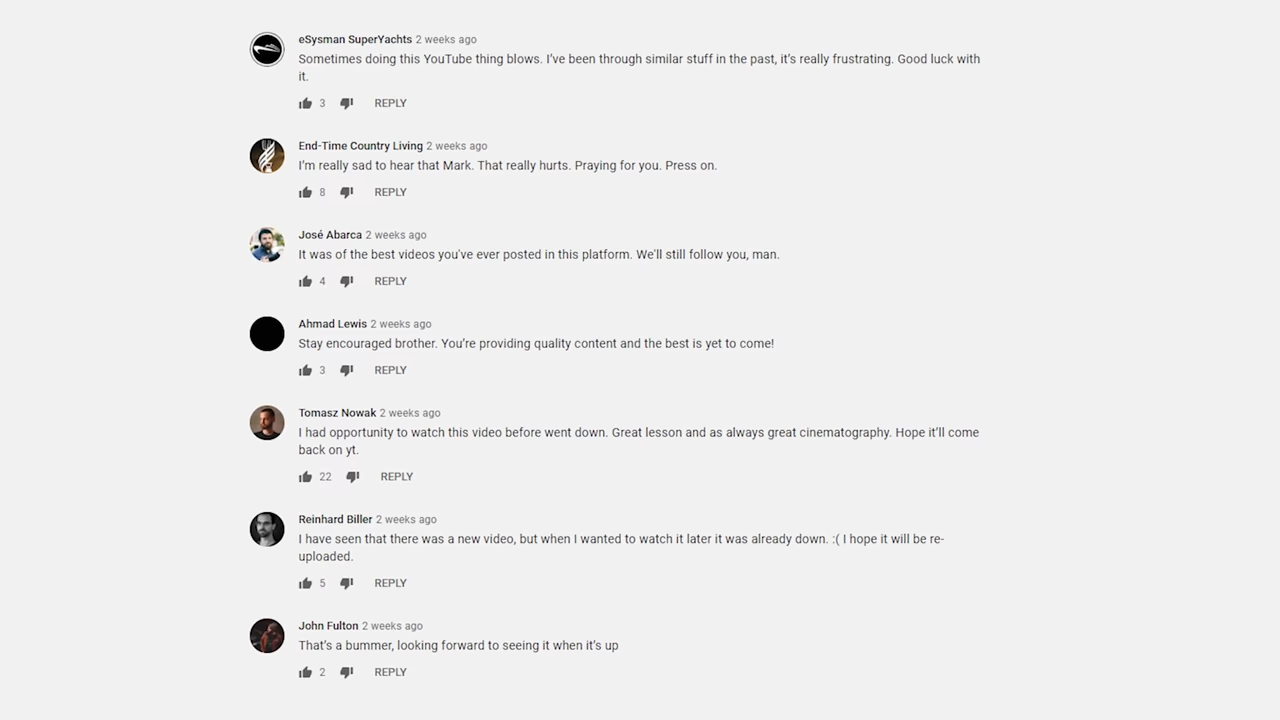 eSysman SuperYachts 2 weeks ago
Sometimes doing this YouTube thing blows. I've been through similar stuff in the past, it's really frustrating. Good luck with
it.
3 REPLY
End-Time Country Living 2 weeks ago
I'm really sad to hear that Mark. That really hurts. Praying for you. Press on.
8 REPLY
José Abarca 2 weeks ago
It was of the best videos you've ever posted in this platform. We'll still follow you, man.
4 REPLY
Ahmad Lewis 2 weeks ago
Stay encouraged brother. You're providing quality content and the best is yet to come!
3 REPLY
Tomasz Nowak 2 weeks ago
I had opportunity to watch this video before went down. Great lesson and as always great cinematography. Hope it'll come
back on yt.
22 REPLY
Reinhard Biller 2 weeks ago
I have seen that there was a new video, but when I wanted to watch it later it was already down. :( I hope it will be re-
uploaded.
5 REPLY
John Fulton 2 weeks ago
That's a bummer, looking forward to seeing it when it's up
2 REPLY